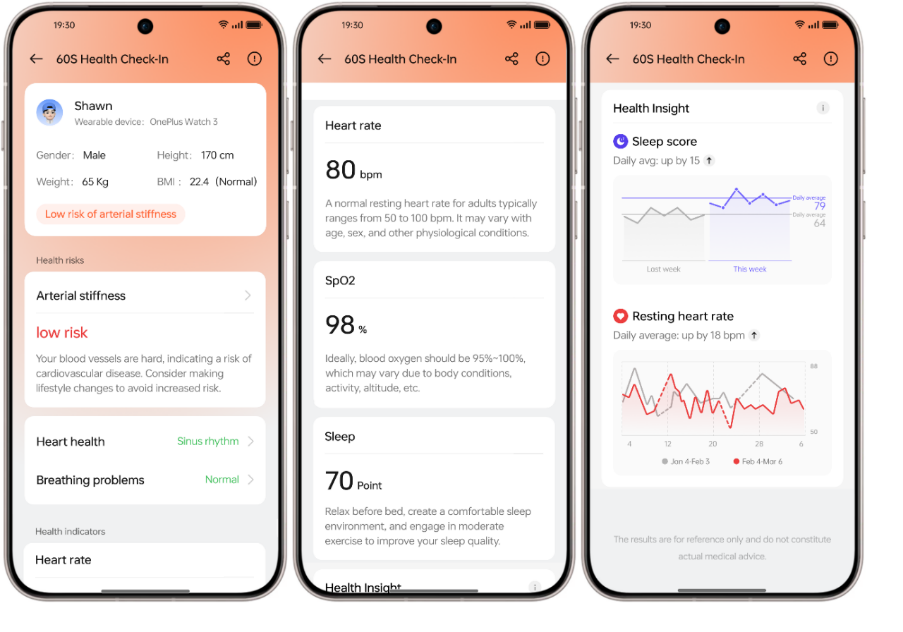 19:30
60S Health Check-In
Shawn
Wearable device: OnePlus Watch 3
Gender: Male Height: 170 cm
Weight: 65 Kg BMI : 22.4 (Normal)
Low risk of arterial stiffness
Health risks
Arterial stiffness
low risk
Your blood vessels are hard, indicating a risk of
cardiovascular disease. Consider making
lifestyle changes to avoid increased risk.
Heart health Sinus rhythm
Breathing problems Normal
Health indicators
Heart rate
19:30
60S Health Check-In
Heart rate
80 bpm
A normal resting heart rate for adults typically
ranges from 50 to 100 bpm. It may vary with
age, sex, and other physiological conditions.
SpO2
98 %
Ideally, blood oxygen should be 95%~100%,
which may vary due to body conditions,
activity, altitude, etc.
Sleep
70 Point
Relax before bed, create a comfortable sleep
environment, and engage in moderate
exercise to improve your sleep quality.
Health Insight
19:30
60S Health Check-In
Health Insight
Sleep score
Daily avg: up by 15
Daily average
79
Daily average
64
Last week This week
Resting heart rate
Daily average: up by 18 bpm
88
50
4 12 20 28 6
Jan 4-Feb 3 Feb 4-Mar 6
The results are for reference only and do not constitute
actual medical advice.